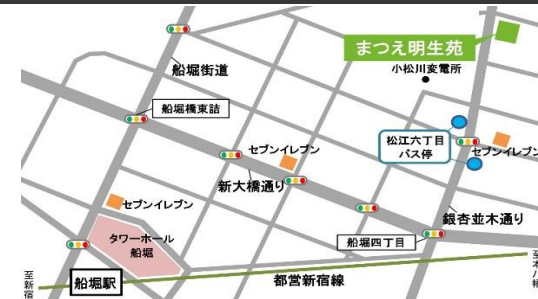 まつえ明生苑
小松川変電所
船堀街道
船堀橋東詰
松江六丁目
バス停
セブンイレブン
セブンイレブン
新大橋通り
セブンイレブン
銀杏並木通り
タワーホール
船堀
船堀四丁目
至新宿
船堀駅
都営新宿線
至本八幡